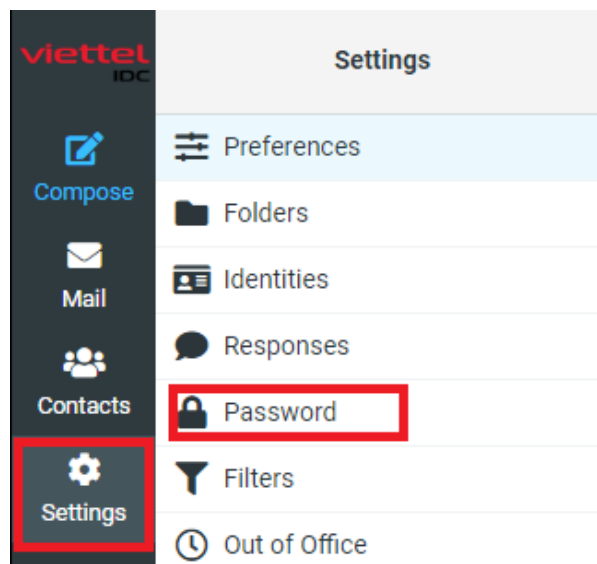 viettel
IDC
Compose
Mail
Contacts
Settings
Settings
Preferences
Folders
Identities
Responses
Password
Filters
Out of Office